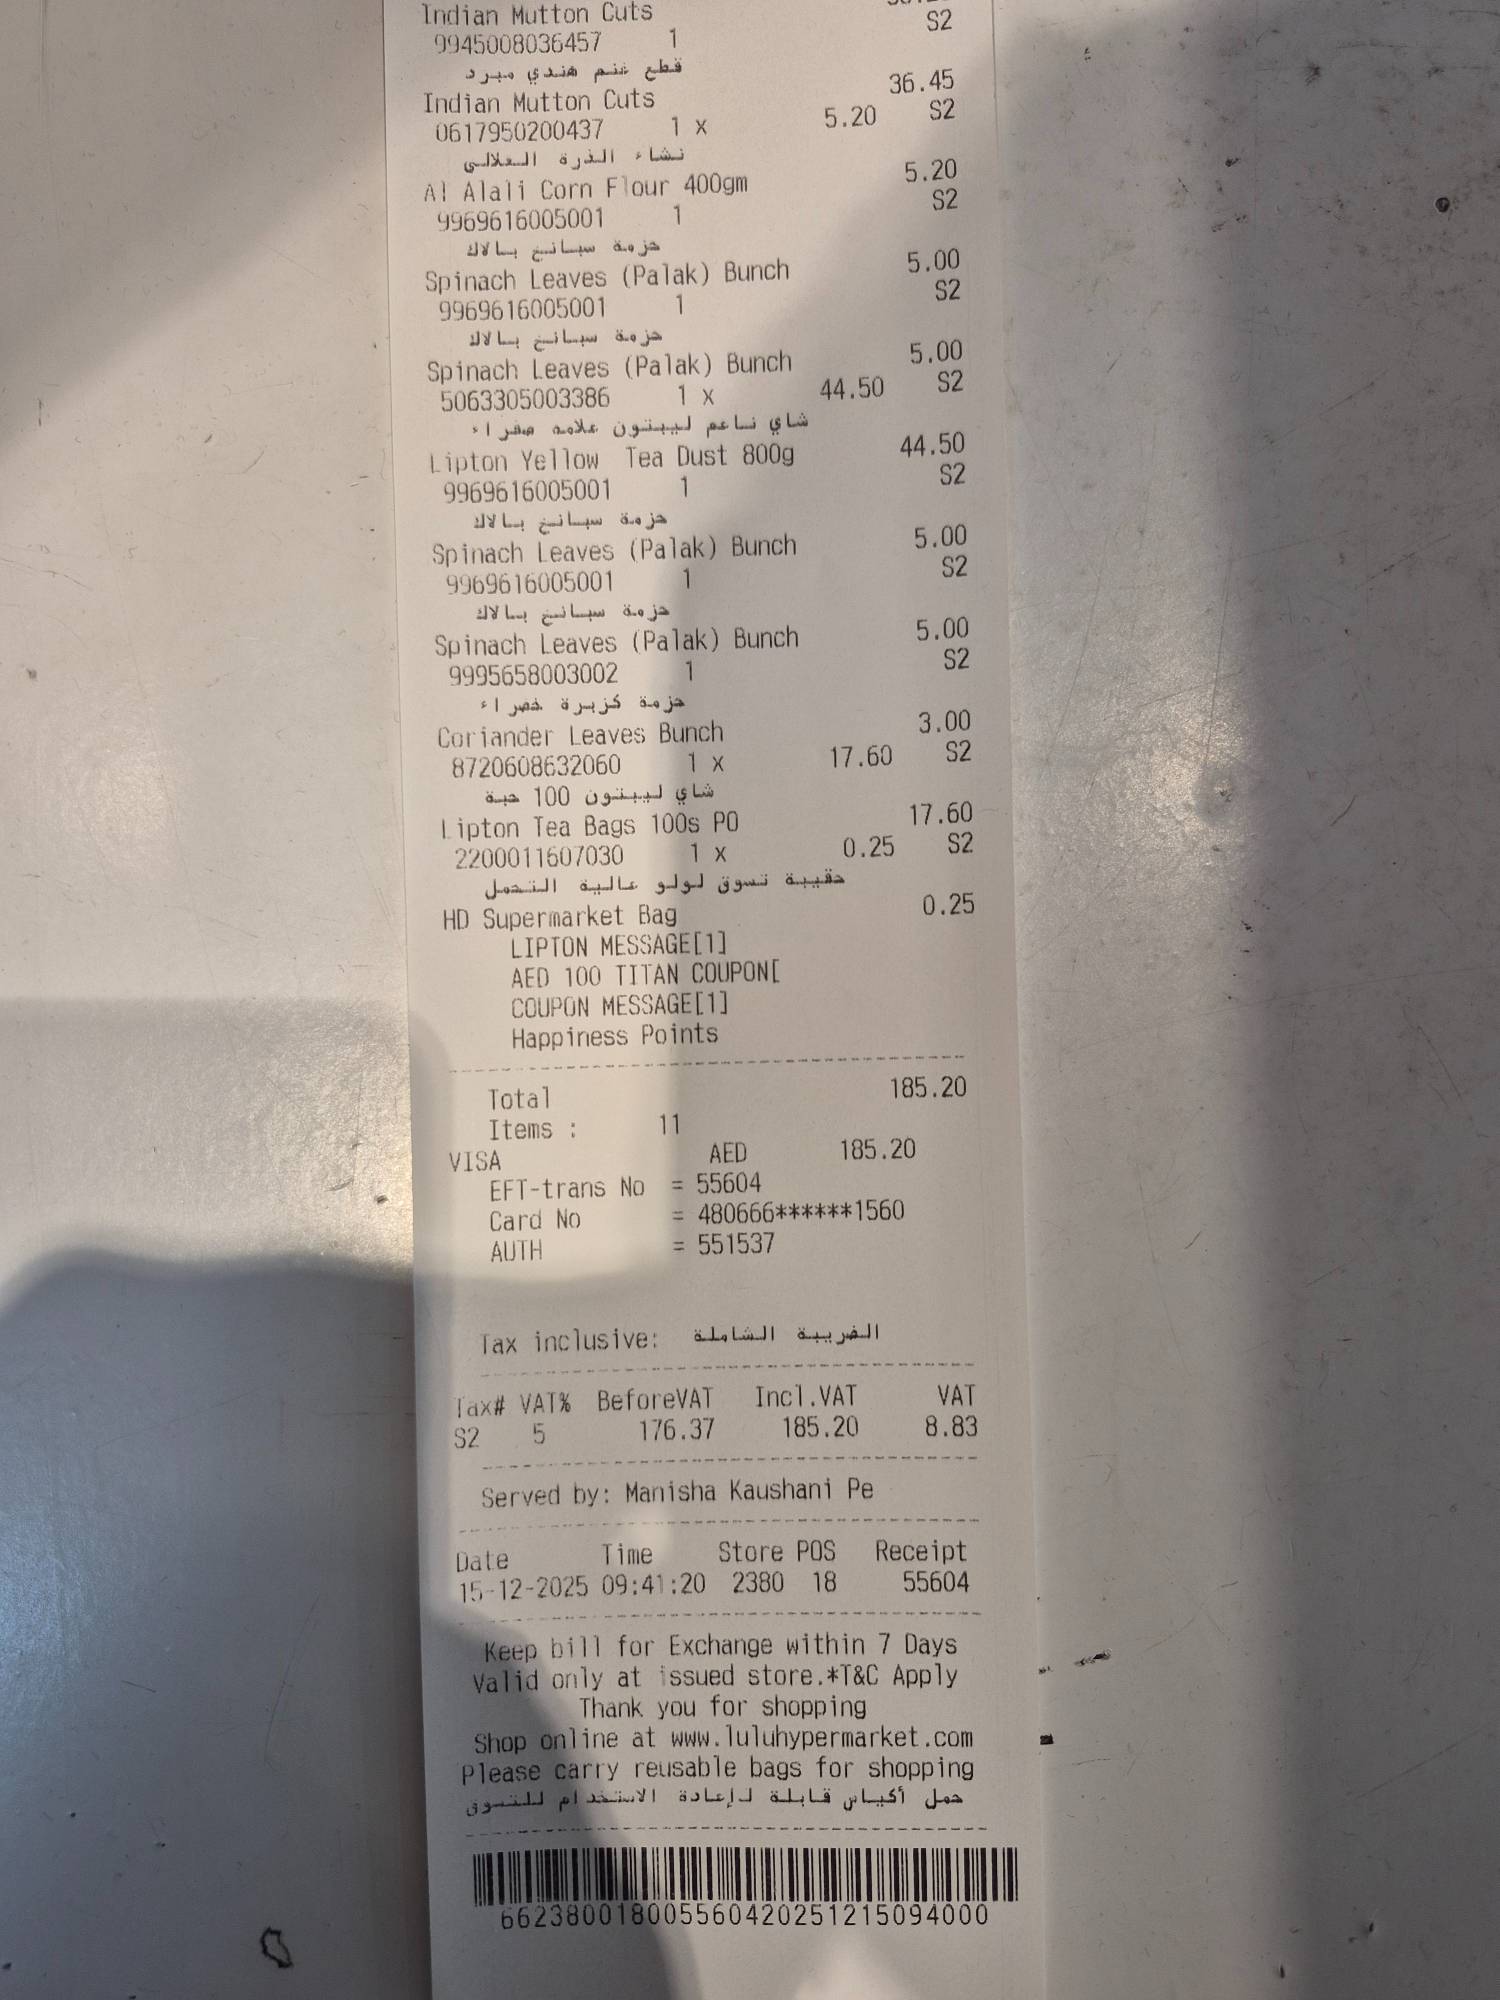 Indian Mutton Cuts
S2
9945008036457 1
قطع غنم هندي مبرد
Indian Mutton Cuts 36.45
0617950200437 1 x 5.20 S2
نشاء الذرة العلالي
Al Alali Corn Flour 400gm 5.20
9969616005001 1 S2
حزمة سبانخ بالاك
Spinach Leaves (Palak) Bunch 5.00
9969616005001 1 S2
حزمة سبانخ بالاك
Spinach Leaves (Palak) Bunch 5.00
5063305003386 1 x 44.50 S2
شاي ناعم ليبتون علامه صفراء
Lipton Yellow Tea Dust 800g 44.50
9969616005001 1 S2
حزمة سبانخ بالاك
Spinach Leaves (Palak) Bunch 5.00
9969616005001 1 S2
حزمة سبانخ بالاك
Spinach Leaves (Palak) Bunch 5.00
9995658003002 1 S2
حزمة كزبرة خضراء
Coriander Leaves Bunch 3.00
8720608632060 1 x 17.60 S2
شاي ليبتون 100 حبة
Lipton Tea Bags 100s PO 17.60
2200011607030 1 x 0.25 S2
حقيبة تسوق لولو عالية التحمل
HD Supermarket Bag 0.25
LIPTON MESSAGE[1]
AED 100 TITAN COUPON[
COUPON MESSAGE[1]
Happiness Points
Total 185.20
Items : 11
VISA AED 185.20
EFT-trans No = 55604
Card No = 480666******1560
AUTH = 551537
Tax inclusive: الضريبة الشاملة
Tax# VAT% BeforeVAT Incl.VAT VAT
S2 5 176.37 185.20 8.83
Served by: Manisha Kaushani Pe
Date Time Store POS Receipt
15-12-2025 09:41:20 2380 18 55604
Keep bill for Exchange within 7 Days
Valid only at issued store.*T&C Apply
Thank you for shopping
Shop online at www.luluhypermarket.com
Please carry reusable bags for shopping
حمل أكياس قابلة لإعادة الاستخدام للتسوق
662380018005560420251215094000